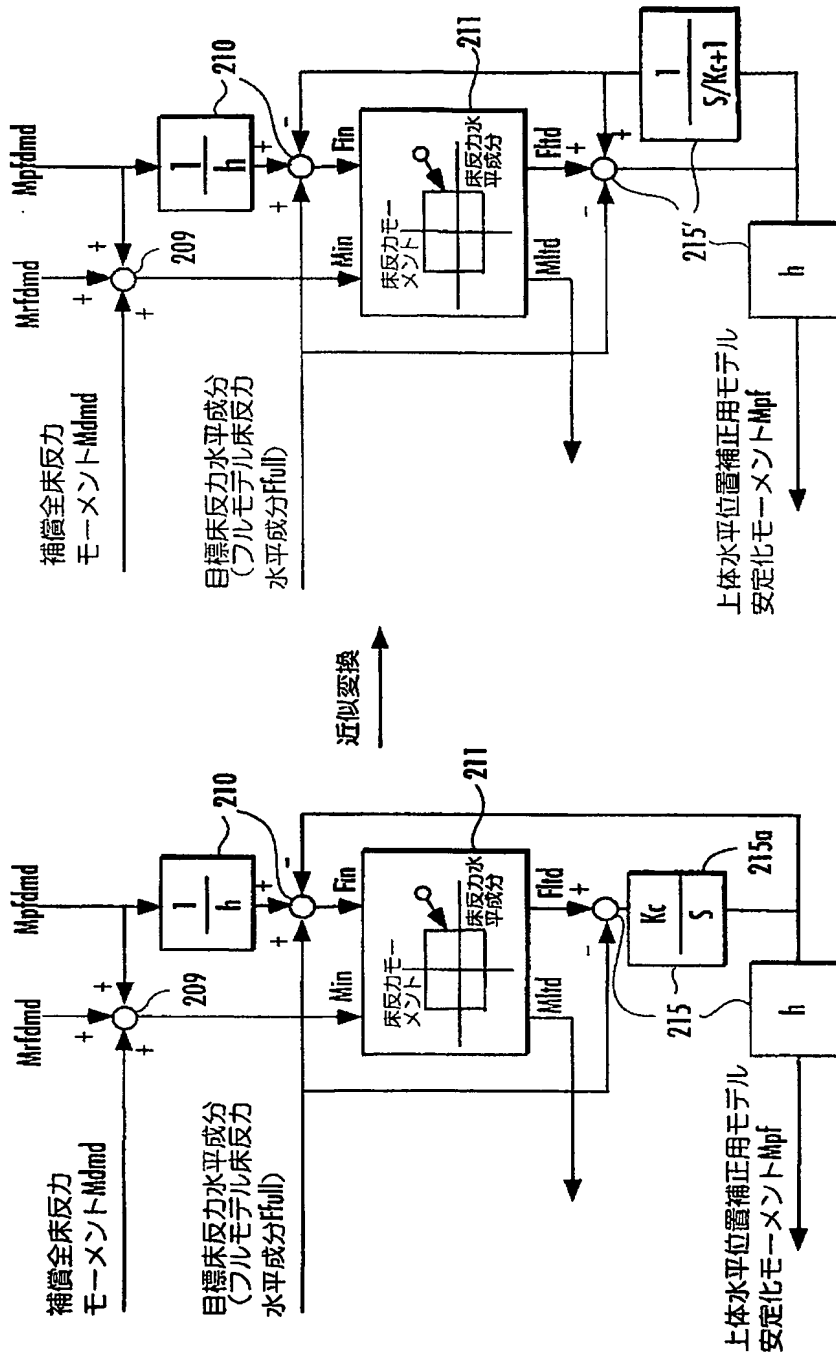 Mrfdmd
Mpfdmd
補償全床反力
モーメントMdmd
+
+
+
209
1
h
210
目標床反力水平成分
(フルモデル床反力
水平成分Ffull)
+
+
-
Min
Fin
211
床反力モー
メント
床反力水
平成分
Mltd
Fltd
-
+
Kc
S
215
215a
h
上体水平位置補正用モデル
安定化モーメントMpf
近似変換
Mrfdmd
Mpfdmd
補償全床反力
モーメントMdmd
+
+
+
209
1
h
210
目標床反力水平成分
(フルモデル床反力
水平成分Ffull)
+
+
-
Min
Fin
211
床反力モー
メント
床反力水
平成分
Mltd
Fltd
-
+
+
1
S/Kc+1
215'
h
上体水平位置補正用モデル
安定化モーメントMpf